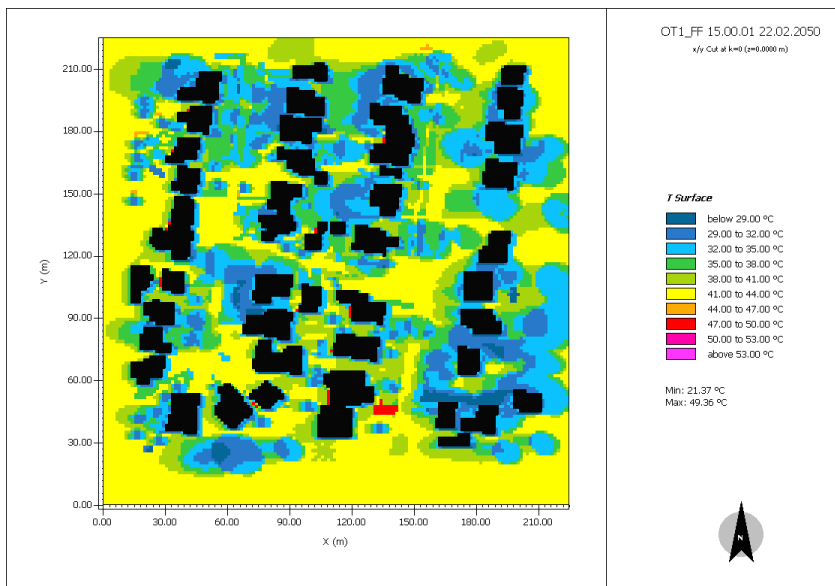 OT1_FF 15.00.01 22.02.2050
x/y Cut at k=0 (z=0.0000 m)
210.00
180.00
150.00
120.00
90.00
60.00
30.00
0.00
Y (m)
0.00 30.00 60.00 90.00 120.00 150.00 180.00 210.00
X (m)
T Surface
below 29.00 °C
29.00 to 32.00 °C
32.00 to 35.00 °C
35.00 to 38.00 °C
38.00 to 41.00 °C
41.00 to 44.00 °C
44.00 to 47.00 °C
47.00 to 50.00 °C
50.00 to 53.00 °C
above 53.00 °C
Min: 21.37 °C
Max: 49.36 °C
N